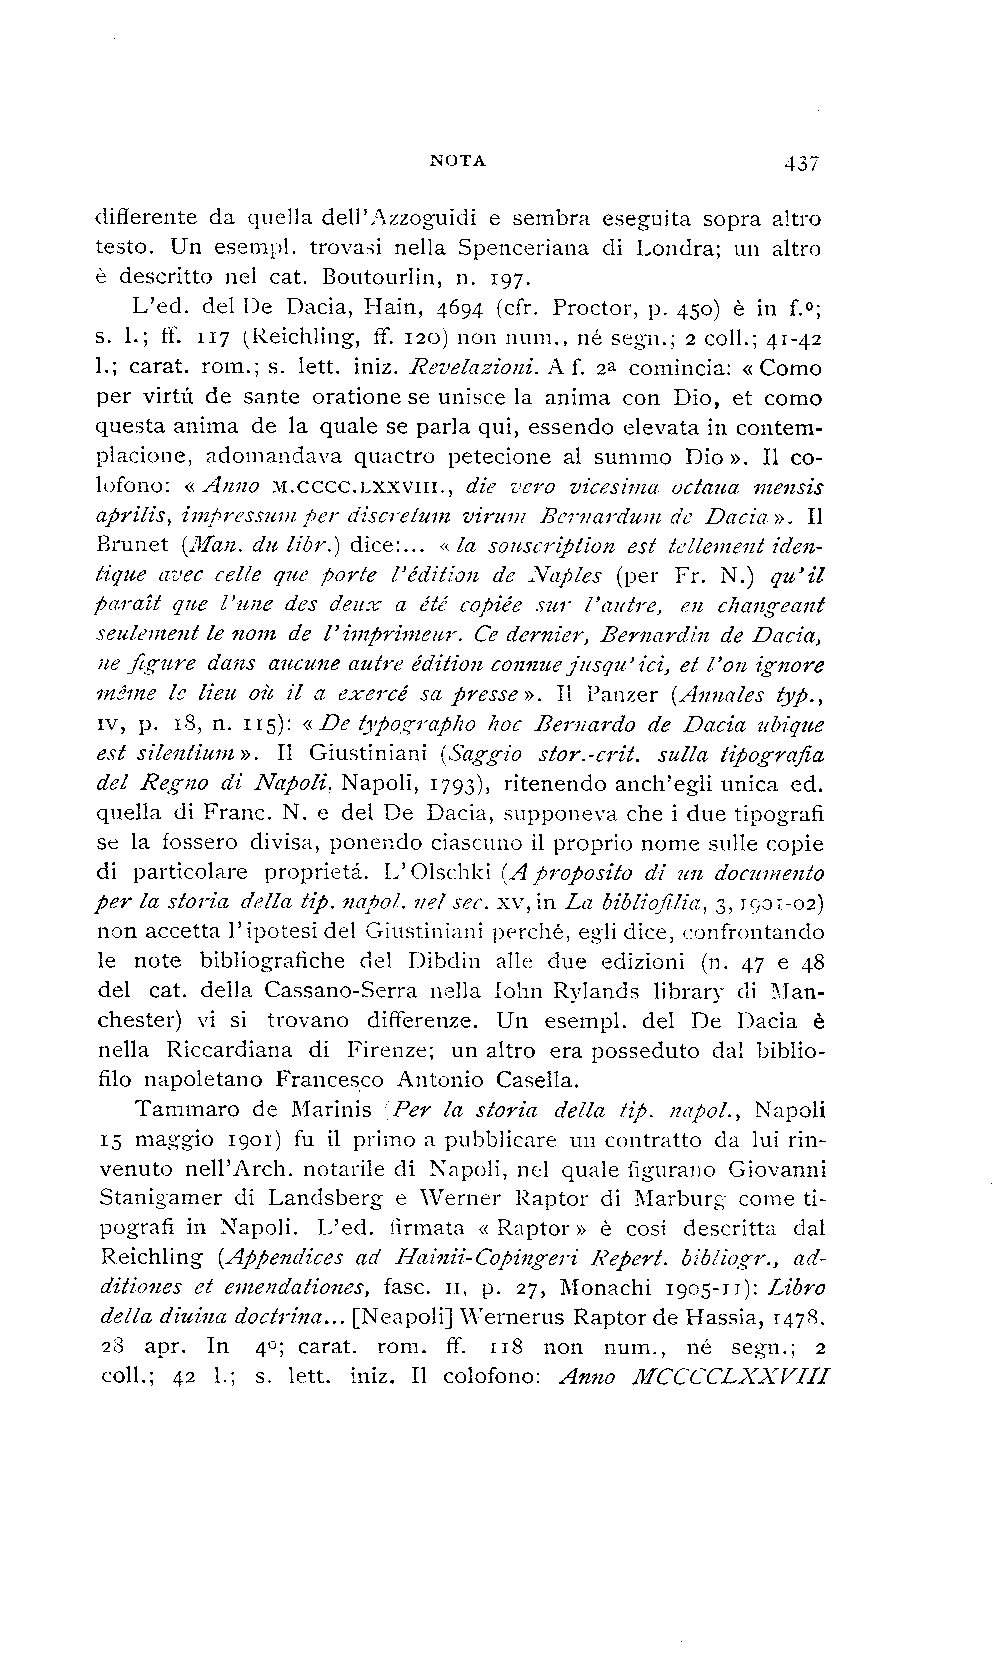 NOTA 437
differente da quella dell'Azzoguidi e sembra eseguita sopra altro
testo. Un esempl. trovasi nella Spenceriana di Londra; un altro
è descritto nel cat. Boutourlin, n. 197.
L'ed. del De Dacia, Hain, 4694 (cfr. Proctor, p. 450) è in f.º;
s. l.; ff. 117 (Reichling, ff. 120) non num., né segn.; 2 coll.; 41-42
l.; carat. rom.; s. lett. iniz. Revelazioni. A f. 2ª comincia: « Como
per virtú de sante oratione se unisce la anima con Dio, et como
questa anima de la quale se parla qui, essendo elevata in contem-
placione, adomandava quactro petecione al summo Dio ». Il co-
lofono: « Anno M.CCCC.LXXVIII., die vero vicesima octaua mensis
aprilis, impressum per discretum virum Bernardum de Dacia ». Il
Brunet (Man. du libr.) dice:... « la souscription est tellement iden-
tique avec celle que porte l'édition de Naples (per Fr. N.) qu'il
paraît que l'une des deux a été copiée sur l'autre, en changeant
seulement le nom de l'imprimeur. Ce dernier, Bernardin de Dacia,
ne figure dans aucune autre édition connue jusqu'ici, et l'on ignore
même le lieu où il a exercé sa presse ». Il Panzer (Annales typ.,
IV, p. 18, n. 115): « De typographo hoc Bernardo de Dacia ubique
est silentium ». Il Giustiniani (Saggio stor.-crit. sulla tipografia
del Regno di Napoli, Napoli, 1793), ritenendo anch'egli unica ed.
quella di Franc. N. e del De Dacia, supponeva che i due tipografi
se la fossero divisa, ponendo ciascuno il proprio nome sulle copie
di particolare proprietá. L'Olschki (A proposito di un documento
per la storia della tip. napol. nel sec. XV, in La bibliofilia, 3, 1901-02)
non accetta l'ipotesi del Giustiniani perché, egli dice, confrontando
le note bibliografiche del Dibdin alle due edizioni (n. 47 e 48
del cat. della Cassano-Serra nella Iohn Rylands library di Man-
chester) vi si trovano differenze. Un esempl. del De Dacia è
nella Riccardiana di Firenze; un altro era posseduto dal biblio-
filo napoletano Francesco Antonio Casella.
Tammaro de Marinis (Per la storia della tip. napol., Napoli
15 maggio 1901) fu il primo a pubblicare un contratto da lui rin-
venuto nell'Arch. notarile di Napoli, nel quale figurano Giovanni
Stanigamer di Landsberg e Werner Raptor di Marburg come ti-
pografi in Napoli. L'ed. firmata « Raptor » è cosi descritta dal
Reichling (Appendices ad Hainii-Copingeri Repert. bibliogr., ad-
ditiones et emendationes, fasc. II, p. 27, Monachi 1905-11): Libro
della diuina doctrina... [Neapoli] Wernerus Raptor de Hassia, 1478.
28 apr. In 4º; carat. rom. ff. 118 non num., né segn.; 2
coll.; 42 l.; s. lett. iniz. Il colofono: Anno MCCCCLXXVIII